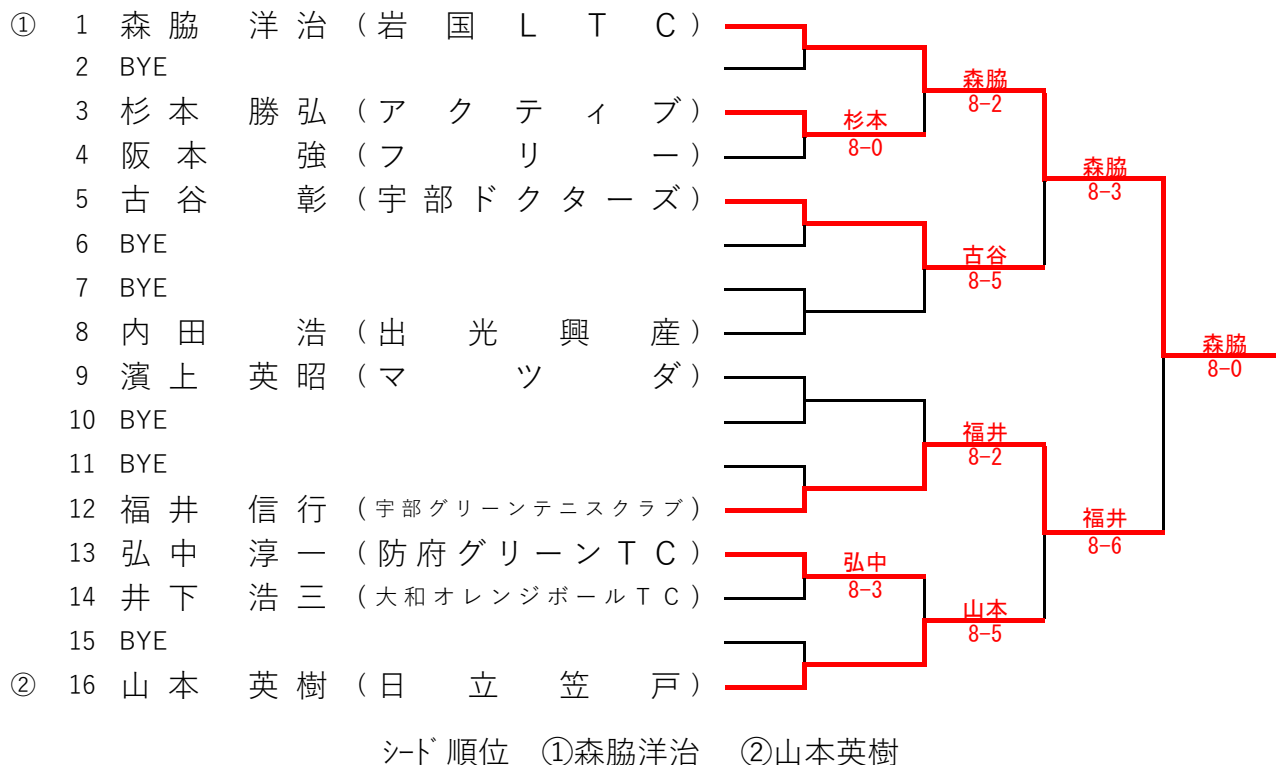 ① 1 森脇 洋治 (岩国LTC)
2 BYE
森脇
8-2
3 杉本 勝弘 (アクティブ)
杉本
8-0
4 阪本 強 (フリー)
森脇
8-3
5 古谷 彰 (宇部ドクターズ)
6 BYE
古谷
8-5
7 BYE
8 内田 浩 (出光興産)
森脇
8-0
9 濱上 英昭 (マツダ)
10 BYE
福井
8-2
11 BYE
12 福井 信行 (宇部グリーンテニスクラブ)
福井
8-6
13 弘中 淳一 (防府グリーンTC)
弘中
8-3
14 井下 浩三 (大和オレンジボールTC)
山本
8-5
15 BYE
② 16 山本 英樹 (日立笠戸)
ｼｰﾄﾞ順位 ①森脇洋治 ②山本英樹